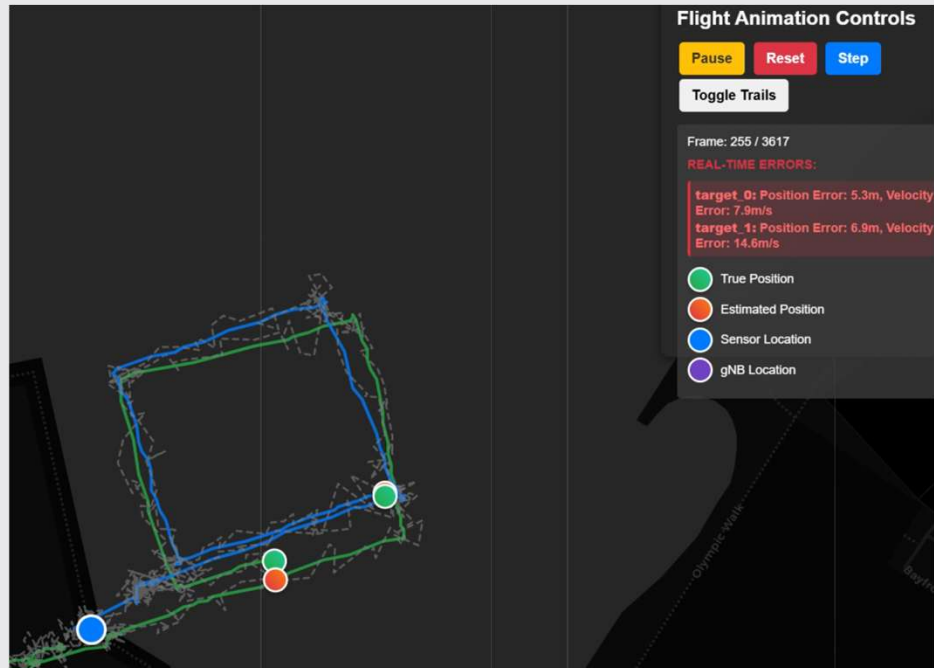 Flight Animation Controls
Pause
Reset
Step
Toggle Trails
Frame: 255 / 3617
REAL-TIME ERRORS:
target_0: Position Error: 5.3m, Velocity
Error: 7.9m/s
target_1: Position Error: 6.9m, Velocity
Error: 14.6m/s
True Position
Estimated Position
Sensor Location
gNB Location
Olympic Walk